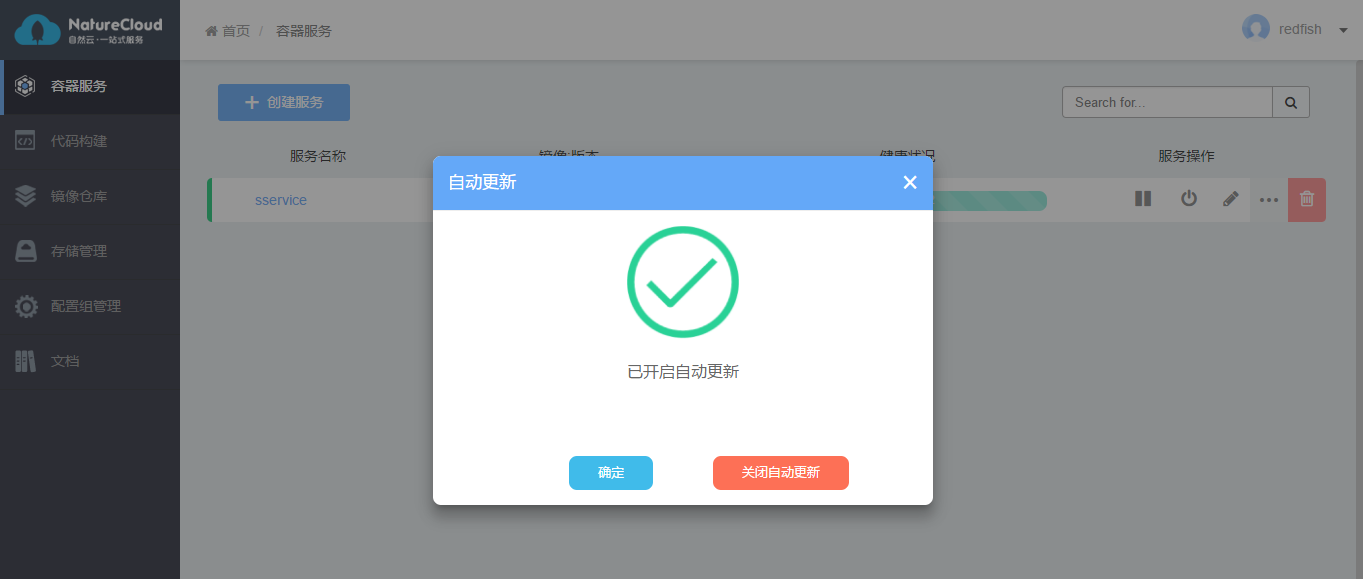 NatureCloud
自然云·一站式服务
首页 / 容器服务
redfish
容器服务
代码构建
镜像仓库
存储管理
配置组管理
文档
创建服务
Search for...
服务名称
镜像:版本
健康状况
服务操作
sservice
自动更新
已开启自动更新
确定
关闭自动更新